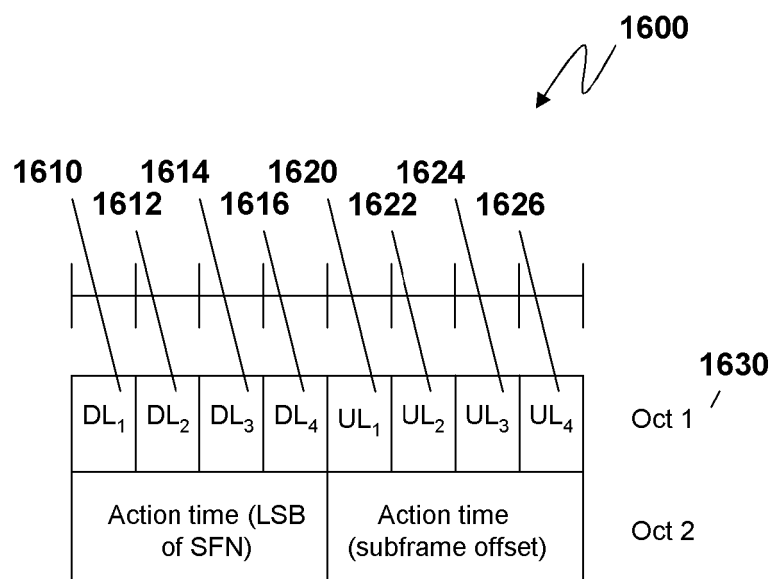 1600
1610 1614 1620 1624
1612 1616 1622 1626
1630
DL₁ DL₂ DL₃ DL₄ UL₁ UL₂ UL₃ UL₄ Oct 1
Action time (LSB
of SFN)
Action time
(subframe offset)
Oct 2